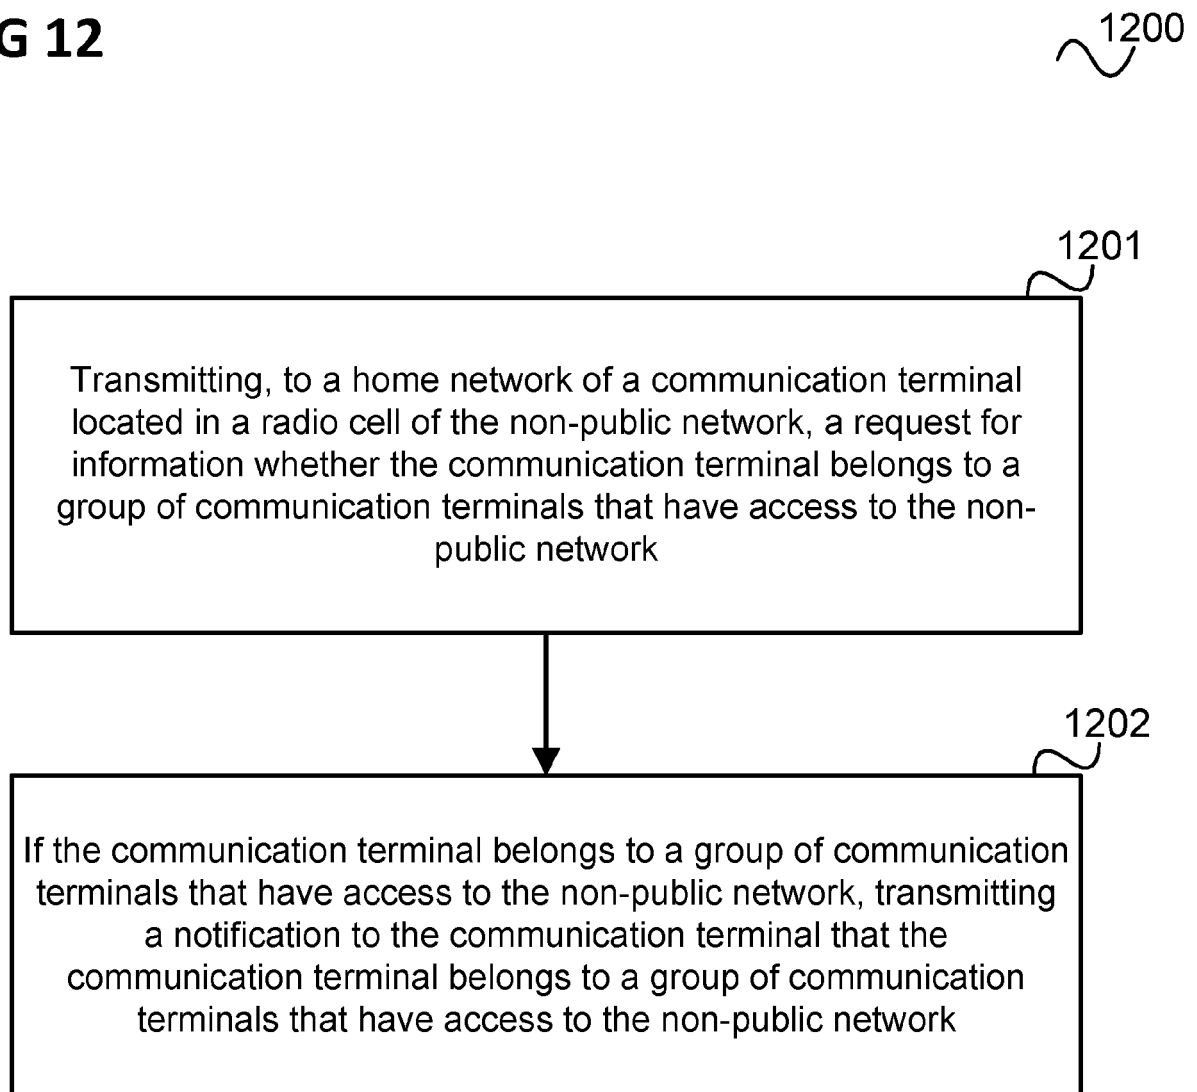 G 12
1200
1201
Transmitting, to a home network of a communication terminal
located in a radio cell of the non-public network, a request for
information whether the communication terminal belongs to a
group of communication terminals that have access to the non-
public network
1202
If the communication terminal belongs to a group of communication
terminals that have access to the non-public network, transmitting
a notification to the communication terminal that the
communication terminal belongs to a group of communication
terminals that have access to the non-public network